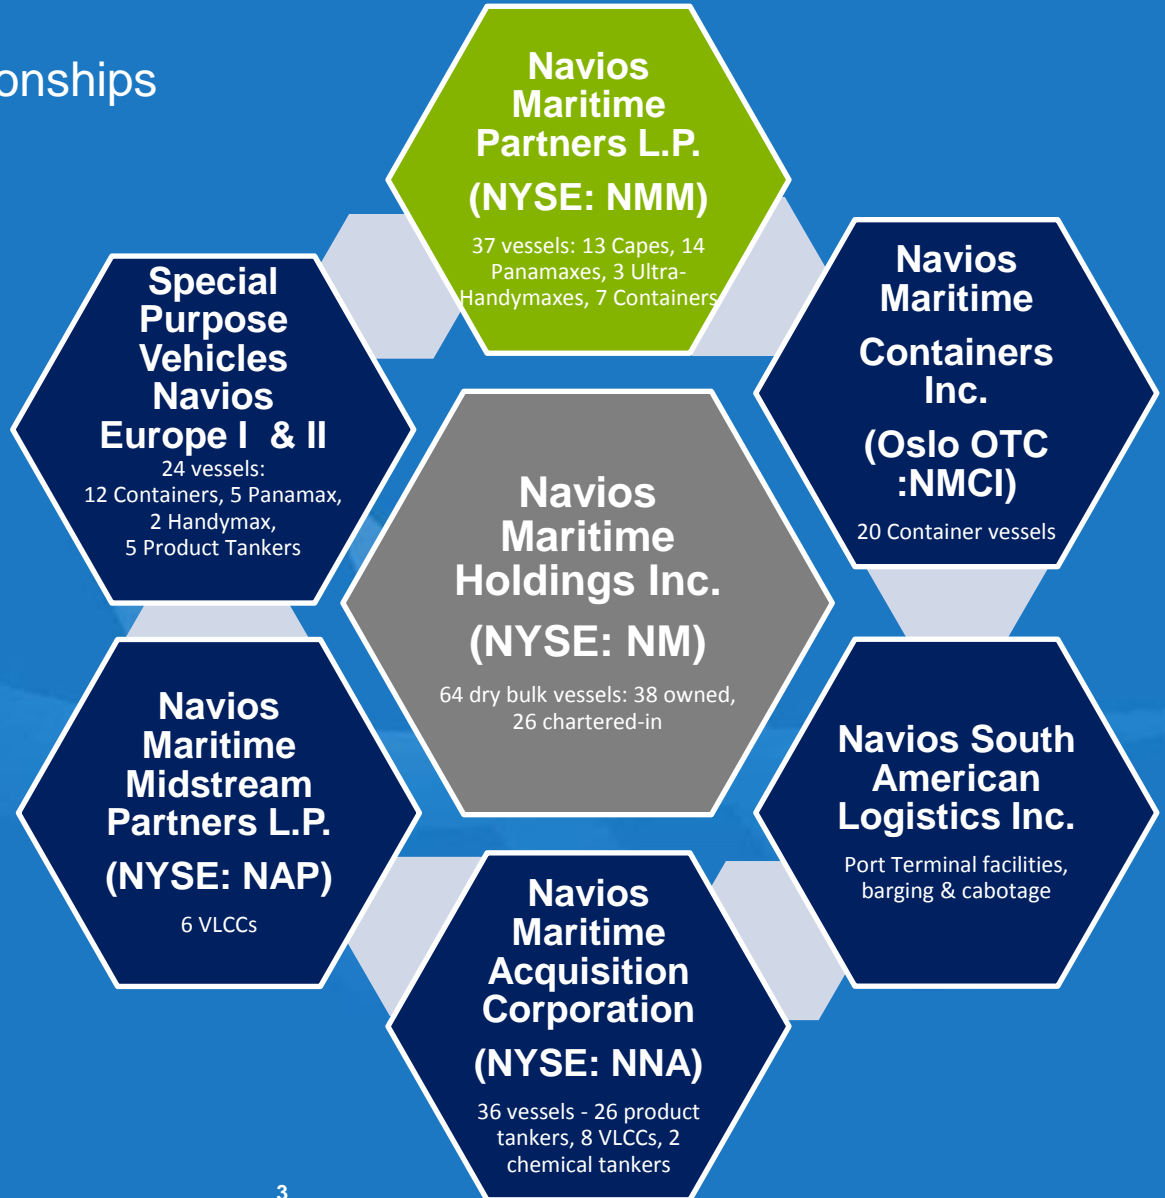 onships
Navios
Maritime
Partners L.P.
(NYSE: NMM)
37 vessels: 13 Capes, 14
Panamaxes, 3 Ultra-
Handymaxes, 7 Containers
Special
Purpose
Vehicles
Navios
Europe I & II
24 vessels:
12 Containers, 5 Panamax,
2 Handymax,
5 Product Tankers
Navios
Maritime
Containers
Inc.
(Oslo OTC
:NMCI)
20 Container vessels
Navios
Maritime
Holdings Inc.
(NYSE: NM)
64 dry bulk vessels: 38 owned,
26 chartered-in
Navios
Maritime
Midstream
Partners L.P.
(NYSE: NAP)
6 VLCCs
Navios South
American
Logistics Inc.
Port Terminal facilities,
barging & cabotage
Navios
Maritime
Acquisition
Corporation
(NYSE: NNA)
36 vessels - 26 product
tankers, 8 VLCCs, 2
chemical tankers
3